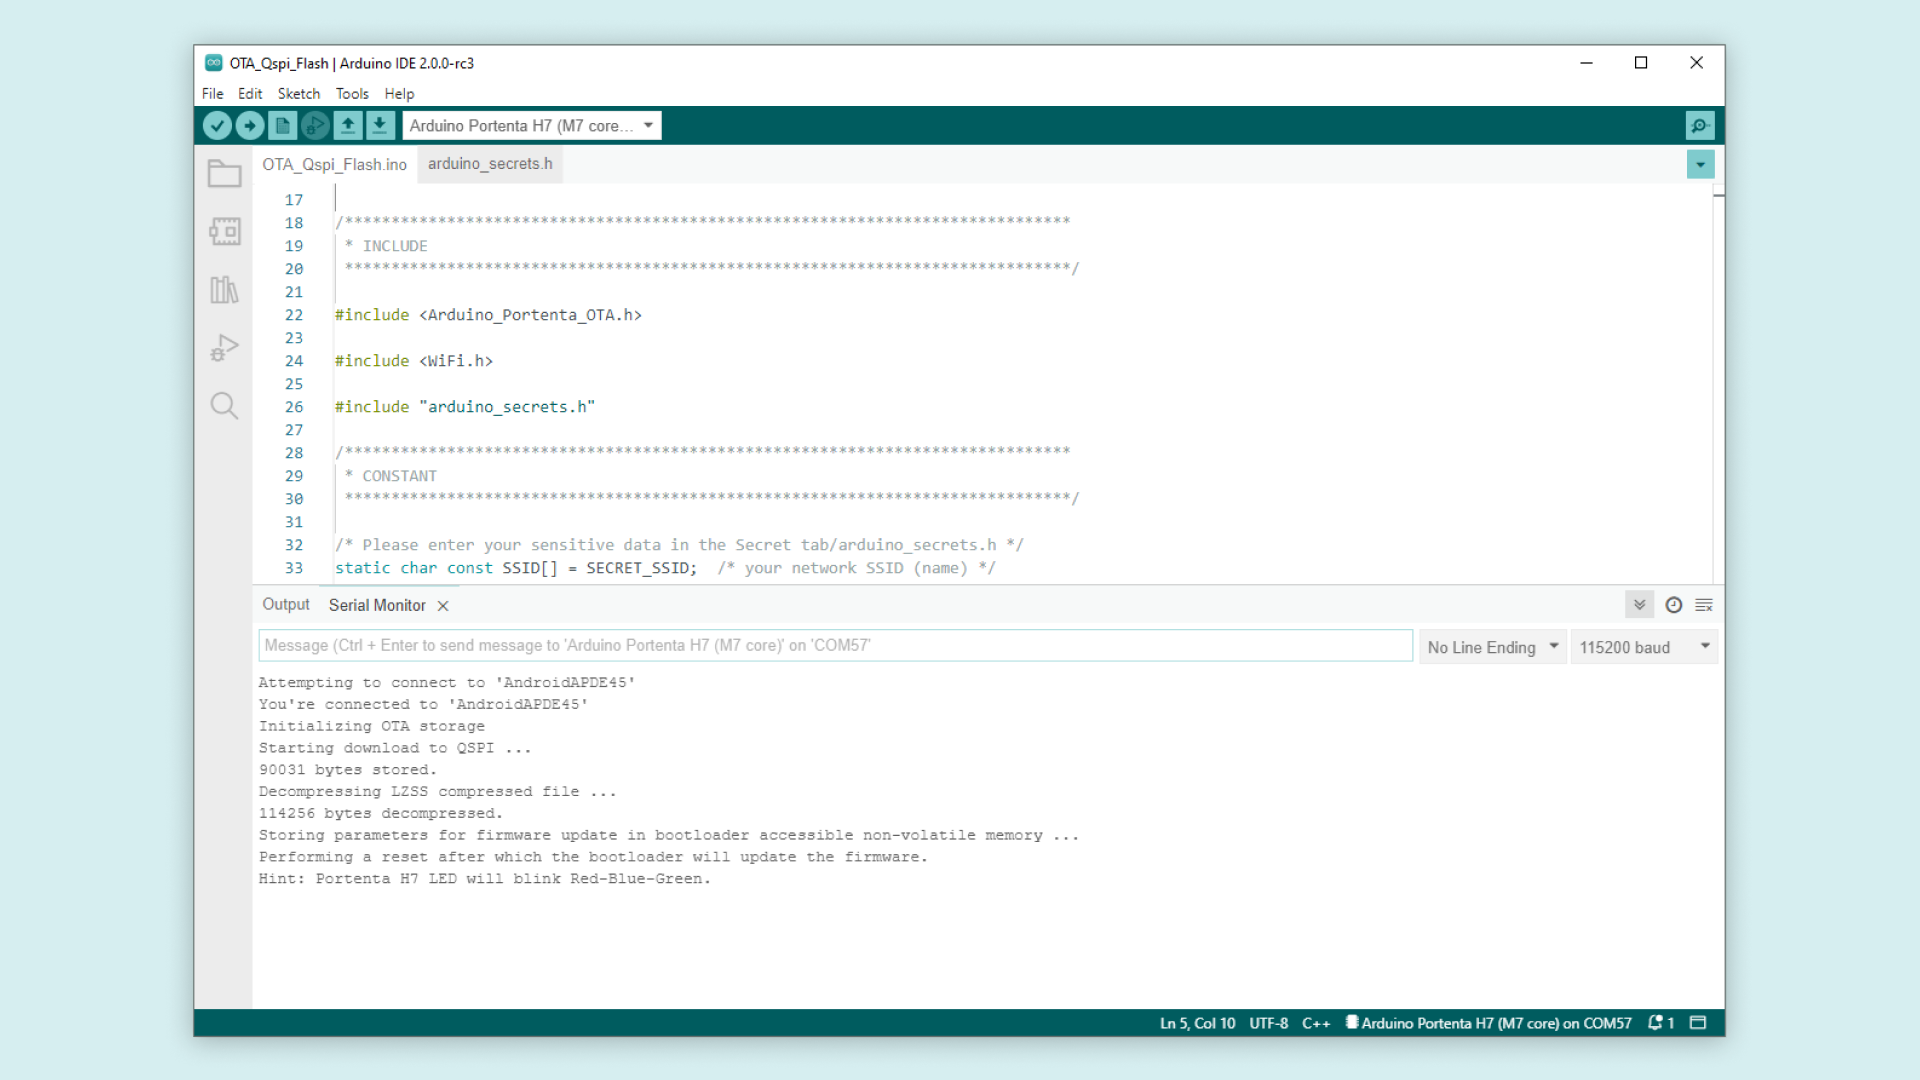 OTA_Qspi_Flash | Arduino IDE 2.0.0-rc3
File Edit Sketch Tools Help
Arduino Portenta H7 (M7 core...
OTA_Qspi_Flash.ino arduino_secrets.h
17
18 /******************************************************************************
19 * INCLUDE
20 ******************************************************************************/
21
22 #include <Arduino_Portenta_OTA.h>
23
24 #include <WiFi.h>
25
26 #include "arduino_secrets.h"
27
28 /******************************************************************************
29 * CONSTANT
30 ******************************************************************************/
31
32 /* Please enter your sensitive data in the Secret tab/arduino_secrets.h */
33 static char const SSID[] = SECRET_SSID; /* your network SSID (name) */
Output Serial Monitor
Message (Ctrl + Enter to send message to 'Arduino Portenta H7 (M7 core)' on 'COM57'
No Line Ending 115200 baud
Attempting to connect to 'AndroidAPDE45'
You're connected to 'AndroidAPDE45'
Initializing OTA storage
Starting download to QSPI ...
90031 bytes stored.
Decompressing LZSS compressed file ...
114256 bytes decompressed.
Storing parameters for firmware update in bootloader accessible non-volatile memory ...
Performing a reset after which the bootloader will update the firmware.
Hint: Portenta H7 LED will blink Red-Blue-Green.
Ln 5, Col 10 UTF-8 C++ Arduino Portenta H7 (M7 core) on COM57 1